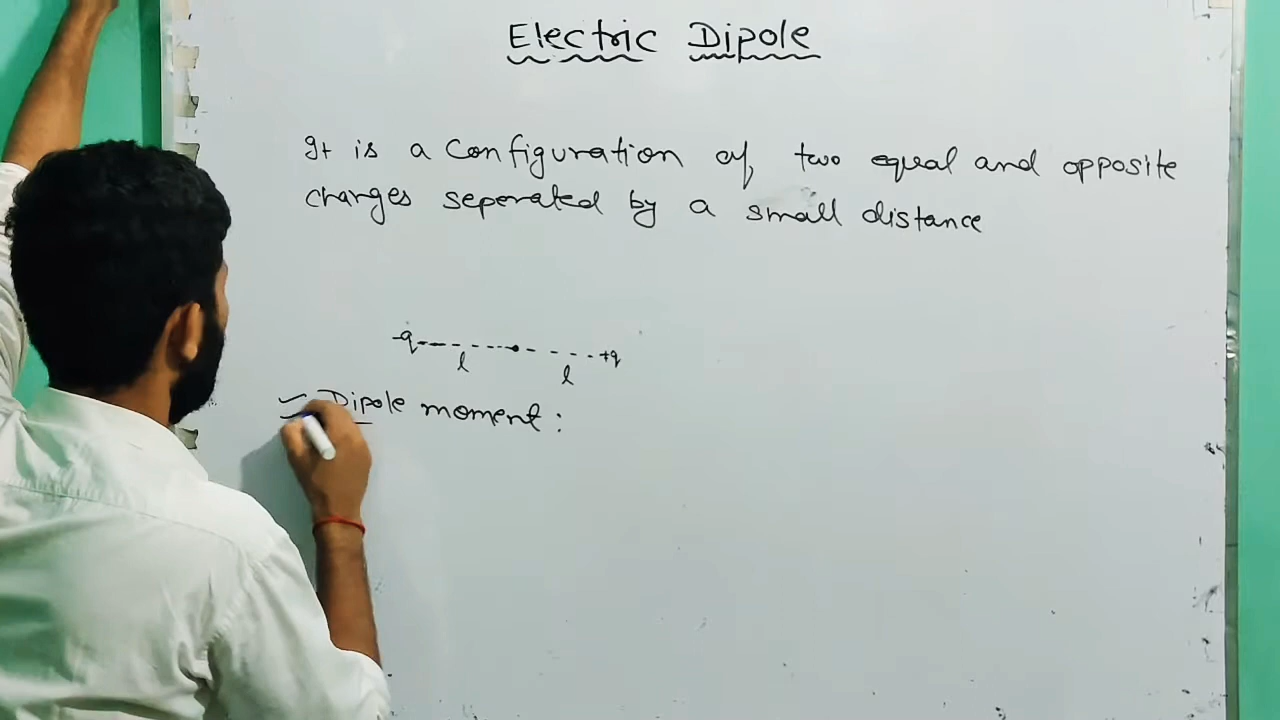 Electric Dipole
It is a configuration of two equal and opposite
charges seperated by a small distance
-q +q
l l
Dipole moment: